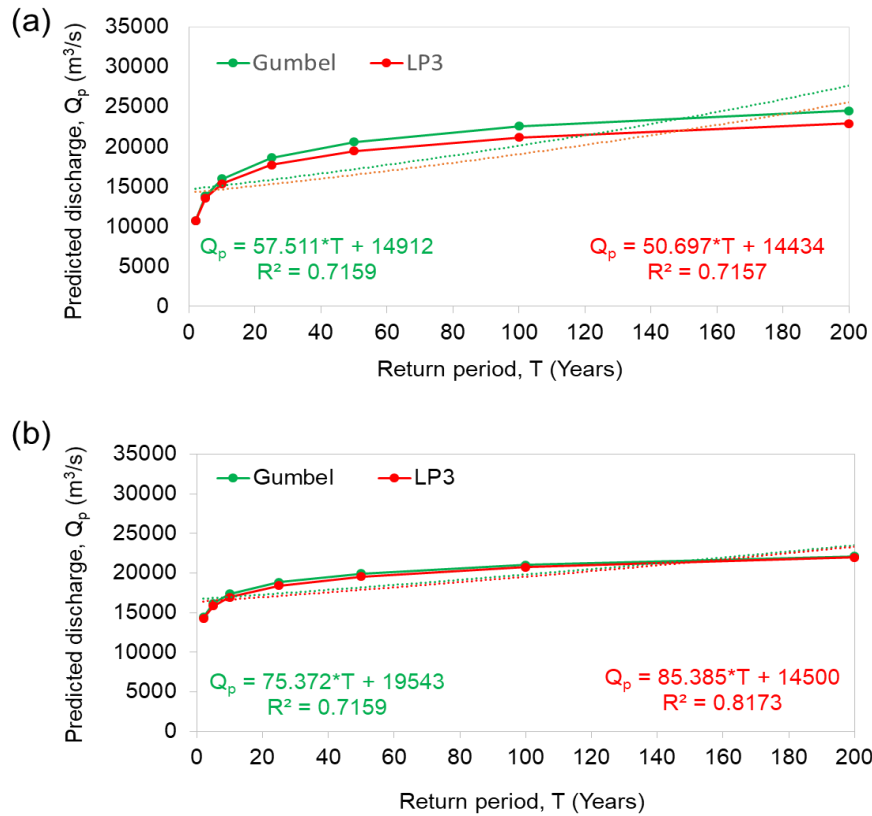 (a)
35000
30000
25000
20000
15000
10000
5000
0
Predicted discharge, Qₚ (m³/s)
Gumbel
LP3
Qₚ = 57.511*T + 14912
R² = 0.7159
Qₚ = 50.697*T + 14434
R² = 0.7157
0 20 40 60 80 100 120 140 160 180 200
Return period, T (Years)
(b)
35000
30000
25000
20000
15000
10000
5000
0
Predicted discharge, Qₚ (m³/s)
Gumbel
LP3
Qₚ = 75.372*T + 19543
R² = 0.7159
Qₚ = 85.385*T + 14500
R² = 0.8173
0 20 40 60 80 100 120 140 160 180 200
Return period, T (Years)